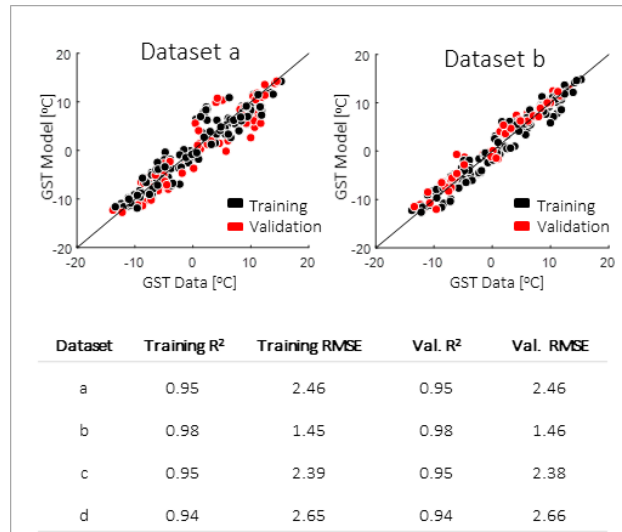 Dataset a
20
10
0
-10
-20
GST Model [ºC]
Training
Validation
-20 -10 0 10 20
GST Data [ºC]
Dataset b
20
10
0
-10
-20
GST Model [ºC]
Training
Validation
-20 -10 0 10 20
GST Data [ºC]
Dataset Training R² Training RMSE Val. R² Val. RMSE
a 0.95 2.46 0.95 2.46
b 0.98 1.45 0.98 1.46
c 0.95 2.39 0.95 2.38
d 0.94 2.65 0.94 2.66